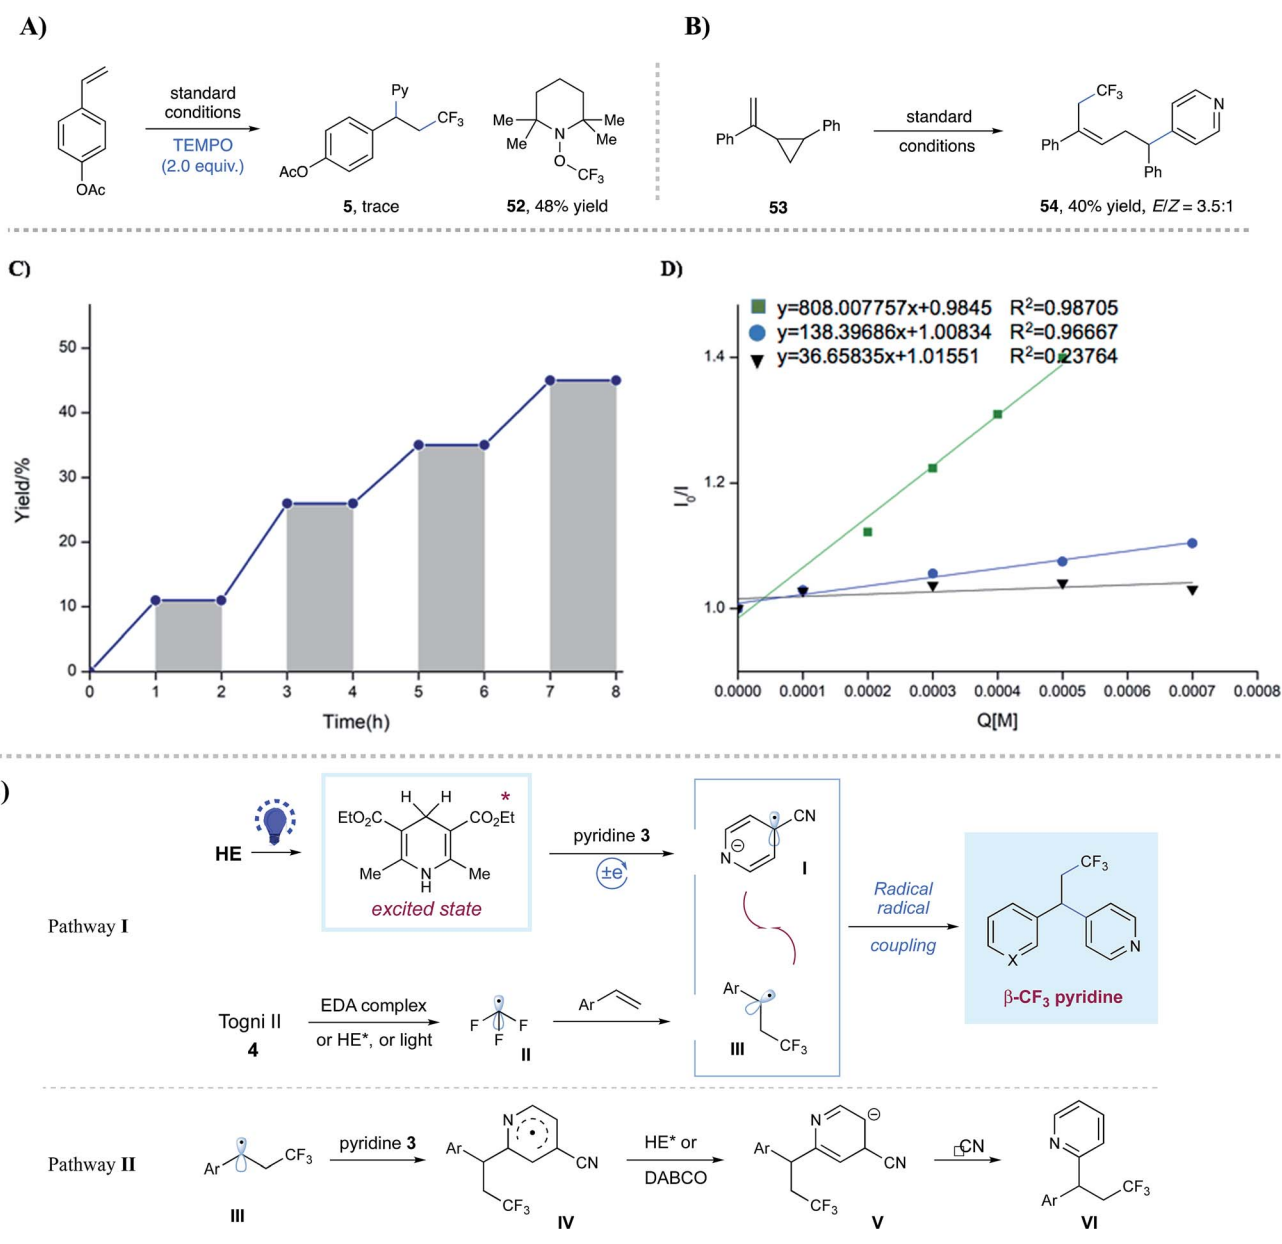 A)
standard
conditions
TEMPO
(2.0 equiv.)
OAc
Py
CF3
AcO
5, trace
Me
Me
Me
Me
N
O
CF3
52, 48% yield
B)
Ph
Ph
53
standard
conditions
CF3
N
Ph
Ph
54, 40% yield, E/Z = 3.5:1
C)
Yield/%
50
40
30
20
10
0
0 1 2 3 4 5 6 7 8
Time(h)
D)
y=808.007757x+0.9845 R2=0.98705
y=138.39686x+1.00834 R2=0.96667
y=36.65835x+1.01551 R2=0.23764
I0/I
1.4
1.2
1.0
0.0000 0.0001 0.0002 0.0003 0.0004 0.0005 0.0006 0.0007 0.0008
Q[M]
)
Pathway I
HE
H H
EtO2C CO2Et
*
Me N Me
H
excited state
pyridine 3
±e
CN
N
⊖
I
Togni II
4
EDA complex
or HE*, or light
F F
F
II
Ar
Ar
CF3
III
Radical
radical
coupling
CF3
X
N
β-CF3 pyridine
Pathway II
Ar
CF3
III
pyridine 3
N
Ar
CN
CF3
IV
HE* or
DABCO
N
⊖
Ar
CN
CF3
V
□CN
N
Ar
CF3
VI